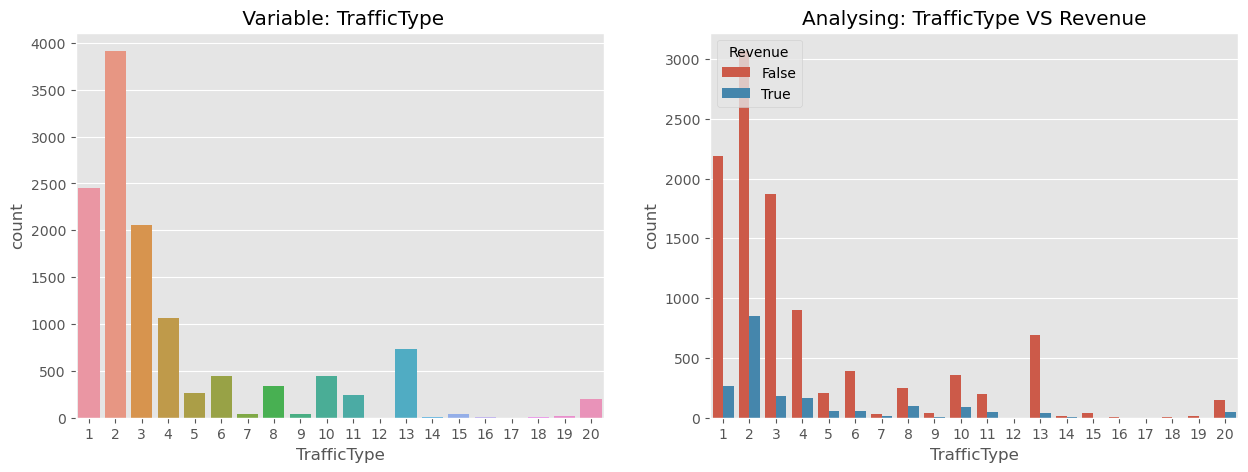 Variable: TrafficType
4000
3500
3000
2500
2000
1500
1000
500
0
count
1 2 3 4 5 6 7 8 9 10 11 12 13 14 15 16 17 18 19 20
TrafficType
Analysing: TrafficType VS Revenue
Revenue
False
True
3000
2500
2000
1500
1000
500
0
count
1 2 3 4 5 6 7 8 9 10 11 12 13 14 15 16 17 18 19 20
TrafficType